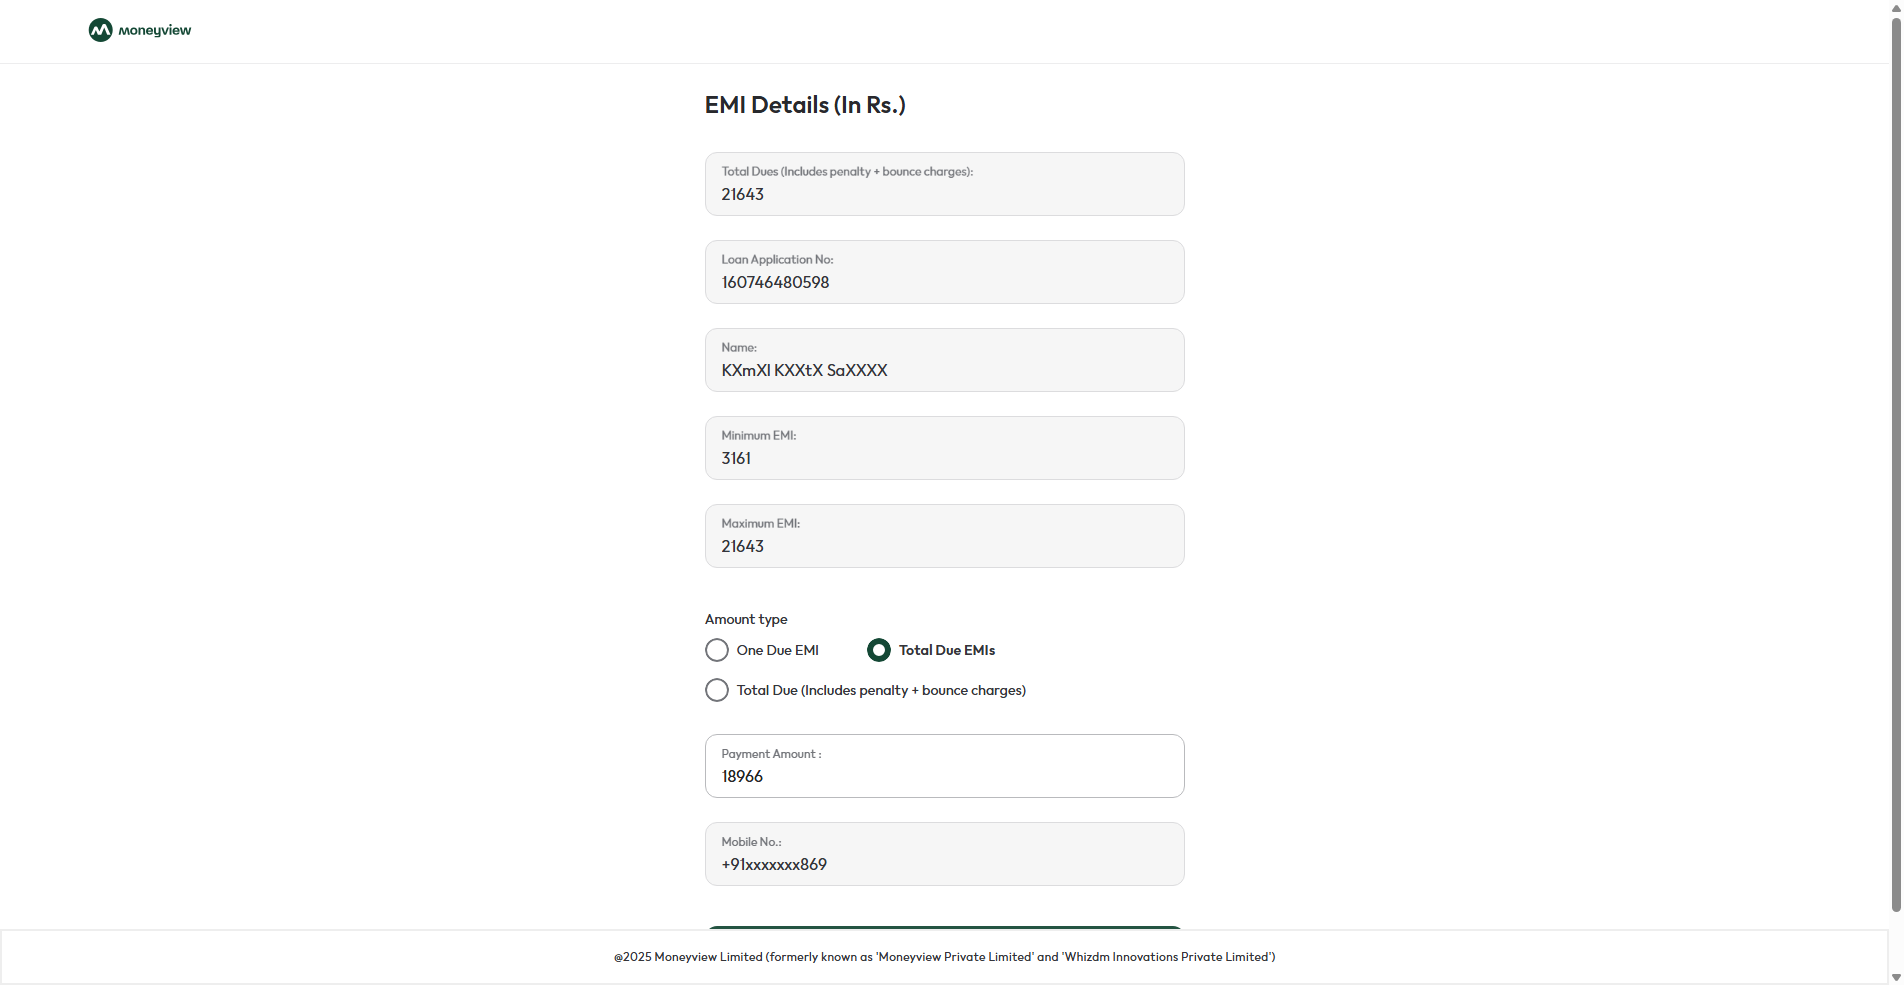 moneyview
EMI Details (In Rs.)
Total Dues (Includes penalty + bounce charges):
21643
Loan Application No:
160746480598
Name:
KXmXl KXXtX SaXXXX
Minimum EMI:
3161
Maximum EMI:
21643
Amount type
One Due EMI
Total Due EMIs
Total Due (Includes penalty + bounce charges)
Payment Amount :
18966
Mobile No.:
+91xxxxxxx869
@2025 Moneyview Limited (formerly known as 'Moneyview Private Limited' and 'Whizdm Innovations Private Limited')